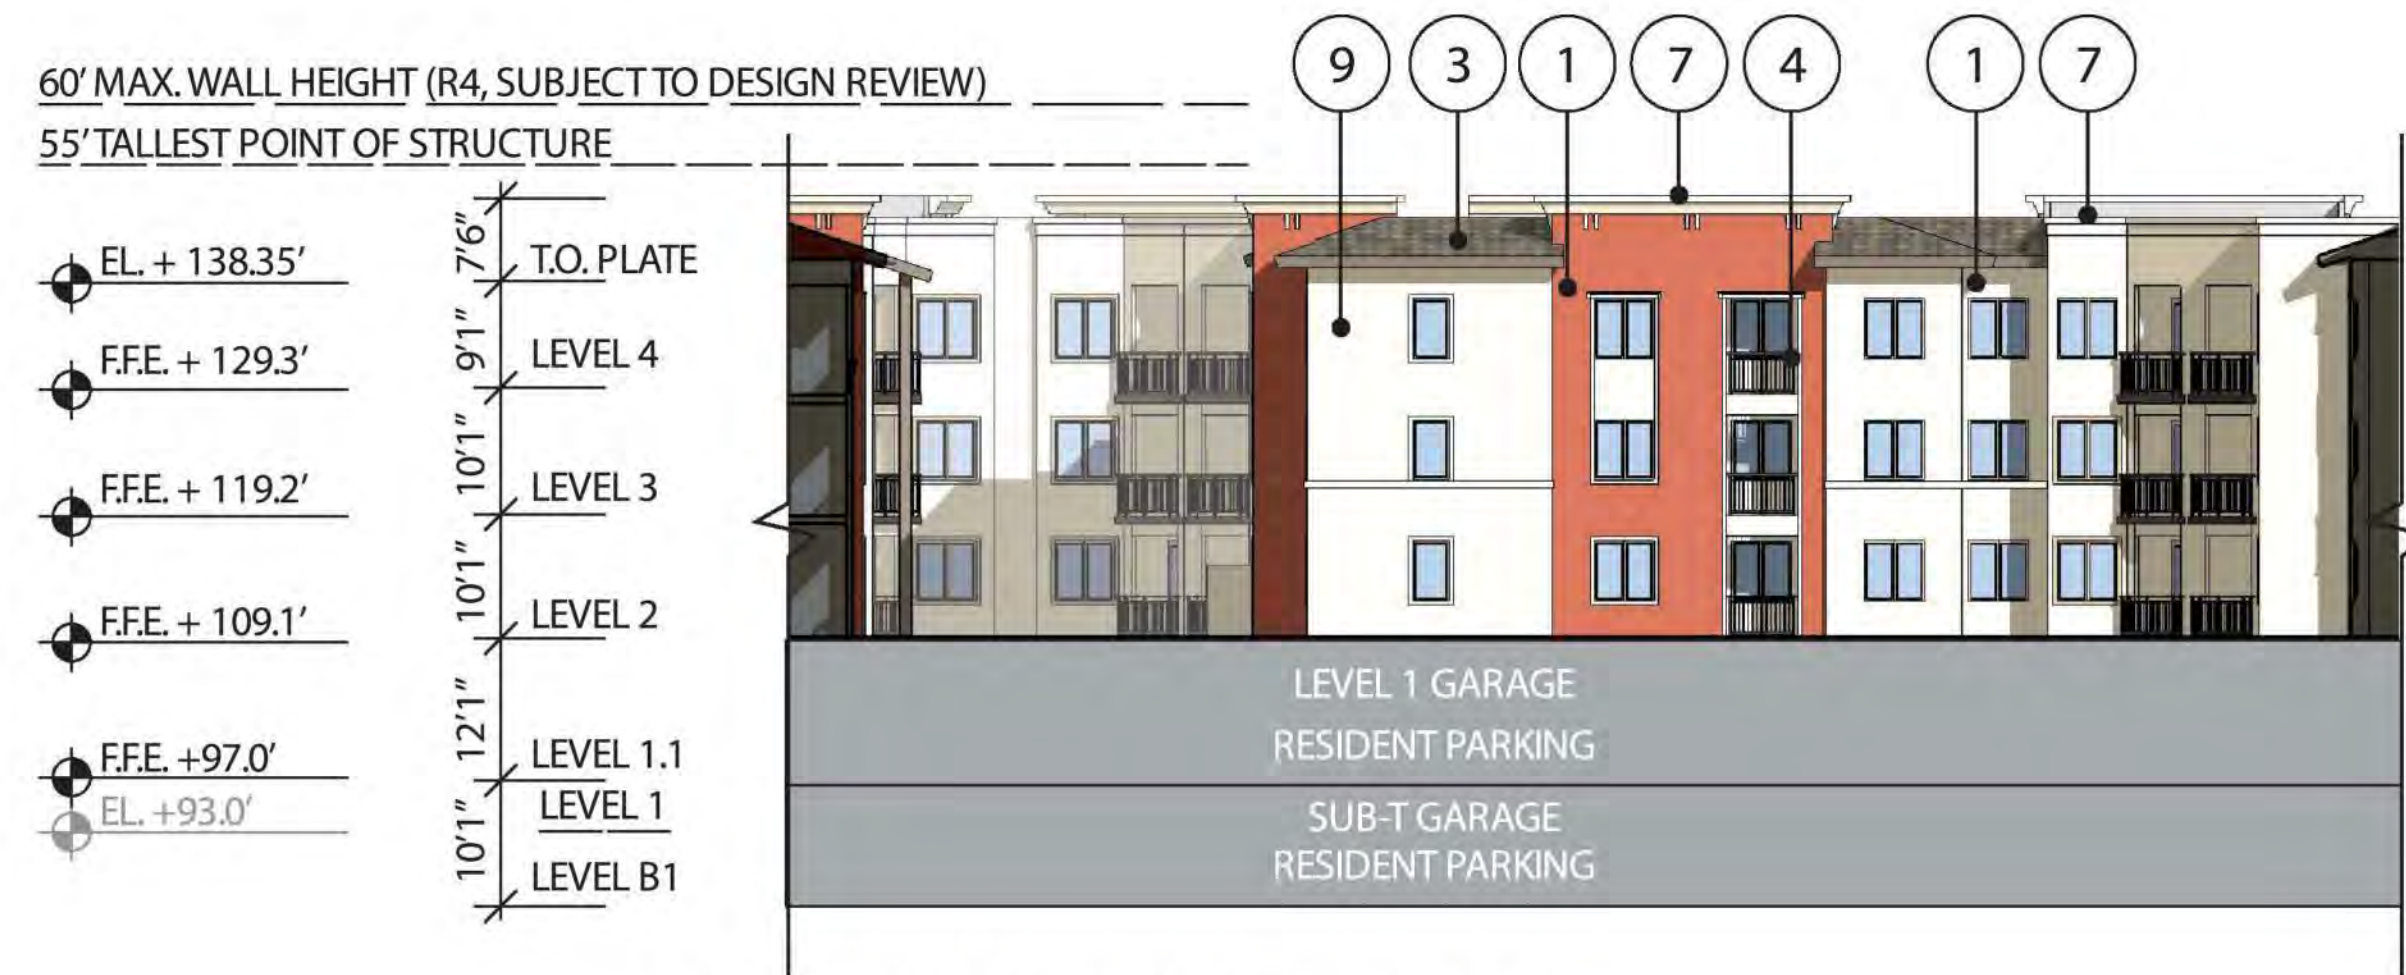 60' MAX. WALL HEIGHT (R4, SUBJECT TO DESIGN REVIEW)
55' TALLEST POINT OF STRUCTURE
9 3 1 7 4 1 7
7'6"
EL. + 138.35'
T.O. PLATE
9'1"
F.F.E. + 129.3'
LEVEL 4
10'1"
F.F.E. + 119.2'
LEVEL 3
10'1"
F.F.E. + 109.1'
LEVEL 2
12'1"
F.F.E. +97.0'
LEVEL 1.1
EL. +93.0'
LEVEL 1
10'1"
LEVEL B1
LEVEL 1 GARAGE
RESIDENT PARKING
SUB-T GARAGE
RESIDENT PARKING